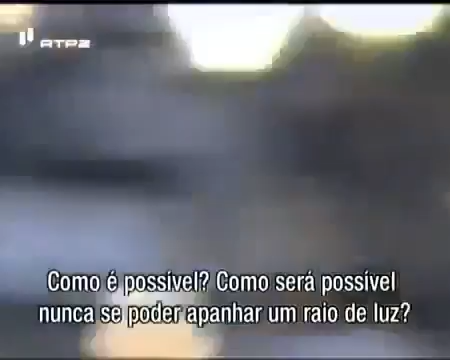 RTP2
Como é possível? Como será possível
nunca se poder apanhar um raio de luz?